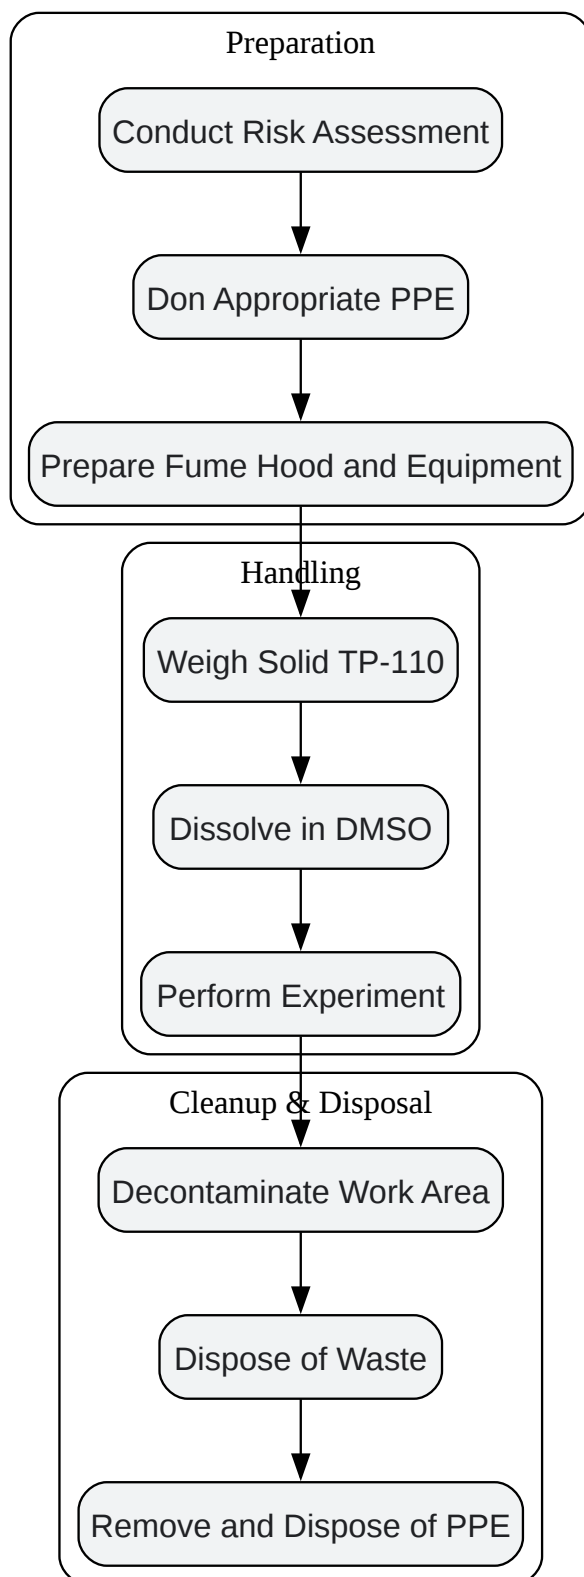 Preparation
Conduct Risk Assessment
Don Appropriate PPE
Prepare Fume Hood and Equipment
Handling
Weigh Solid TP-110
Dissolve in DMSO
Perform Experiment
Cleanup & Disposal
Decontaminate Work Area
Dispose of Waste
Remove and Dispose of PPE